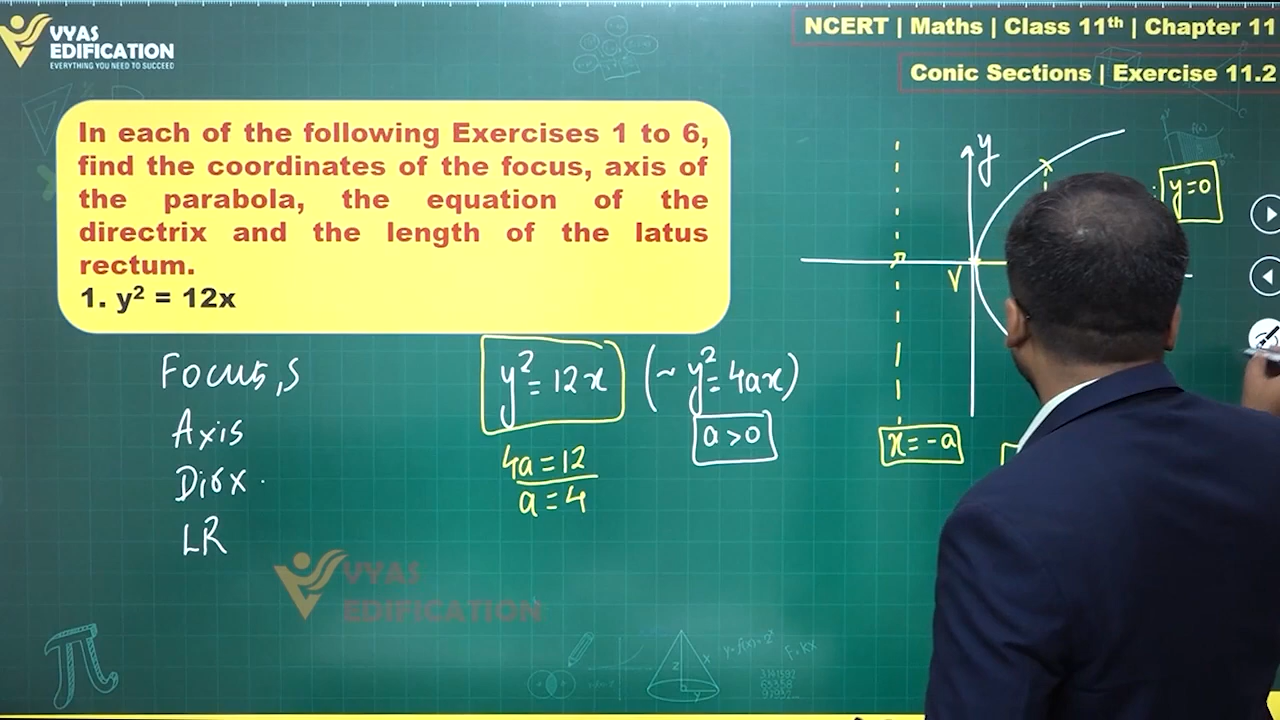 VYAS
EDIFICATION
EVERYTHING YOU NEED TO SUCCEED
NCERT | Maths | Class 11th | Chapter 11
Conic Sections | Exercise 11.2
In each of the following Exercises 1 to 6,
find the coordinates of the focus, axis of
the parabola, the equation of the
directrix and the length of the latus
rectum.
1. y² = 12x
y
y=0
V
x=-a
Focus, S
Axis
Dirx.
LR
y²=12x
(~ y²=4ax)
a>0
4a=12
a=4
VYAS
EDIFICATION